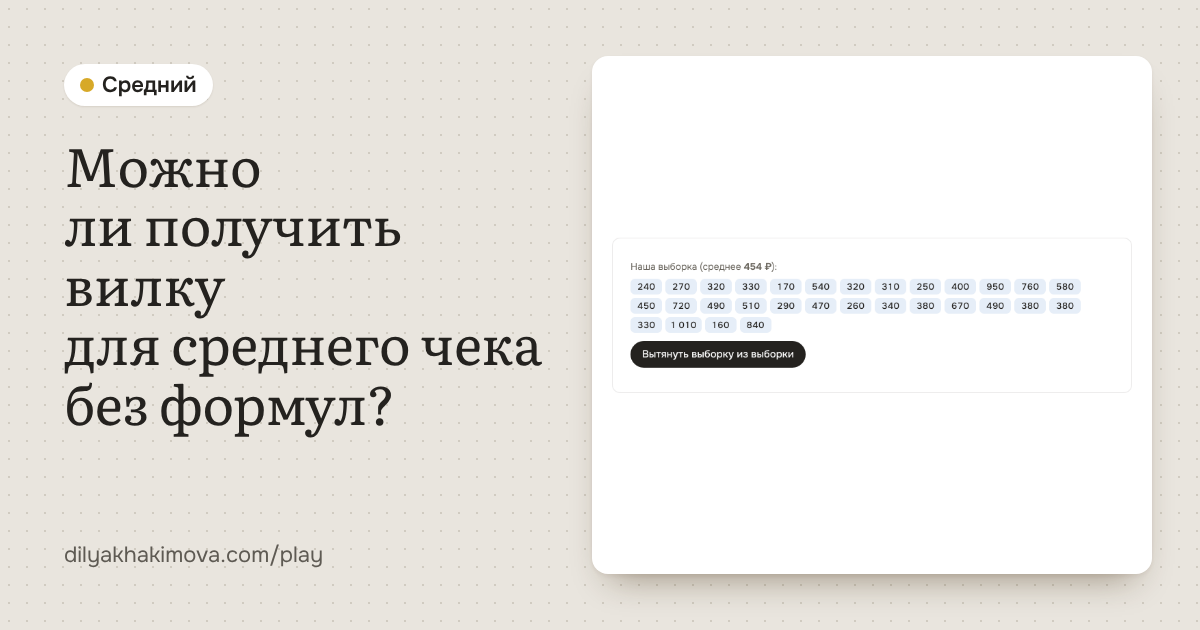 Средний
Можно
ли получить
вилку
для среднего чека
без формул?
dilyakhakimova.com/play
Наша выборка (среднее 454 ₽):
240 270 320 330 170 540 320 310 250 400 950 760 580
450 720 490 510 290 470 260 340 380 670 490 380 380
330 1 010 160 840
Вытянуть выборку из выборки